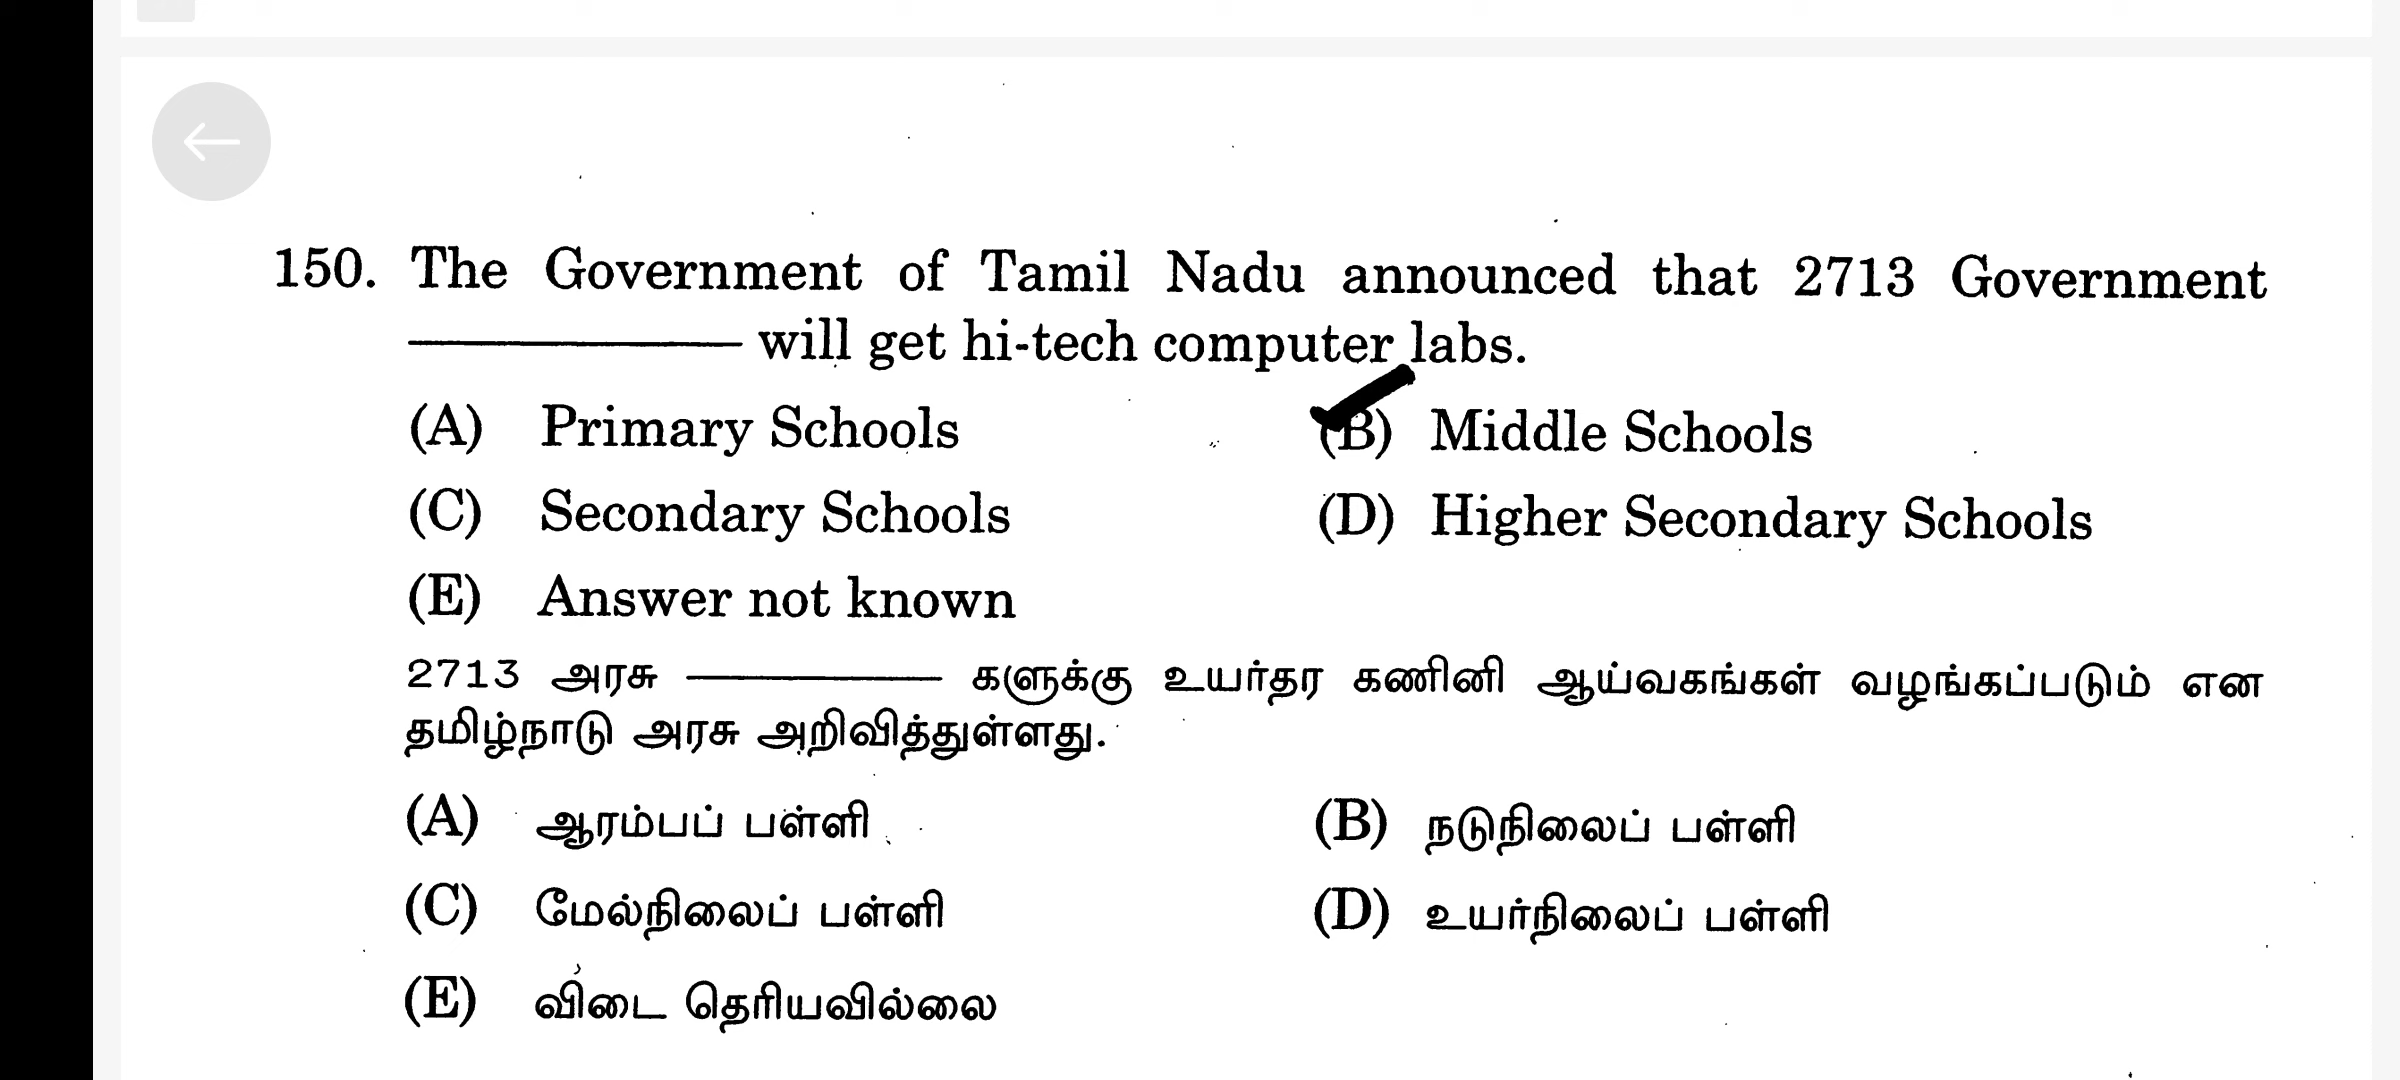 150. The Government of Tamil Nadu announced that 2713 Government
———— will get hi-tech computer labs.
(A) Primary Schools (B) Middle Schools
(C) Secondary Schools (D) Higher Secondary Schools
(E) Answer not known
2713 அரசு ———— களுக்கு உயர்தர கணினி ஆய்வகங்கள் வழங்கப்படும் என
தமிழ்நாடு அரசு அறிவித்துள்ளது.
(A) ஆரம்பப் பள்ளி (B) நடுநிலைப் பள்ளி
(C) மேல்நிலைப் பள்ளி (D) உயர்நிலைப் பள்ளி
(E) விடை தெரியவில்லை